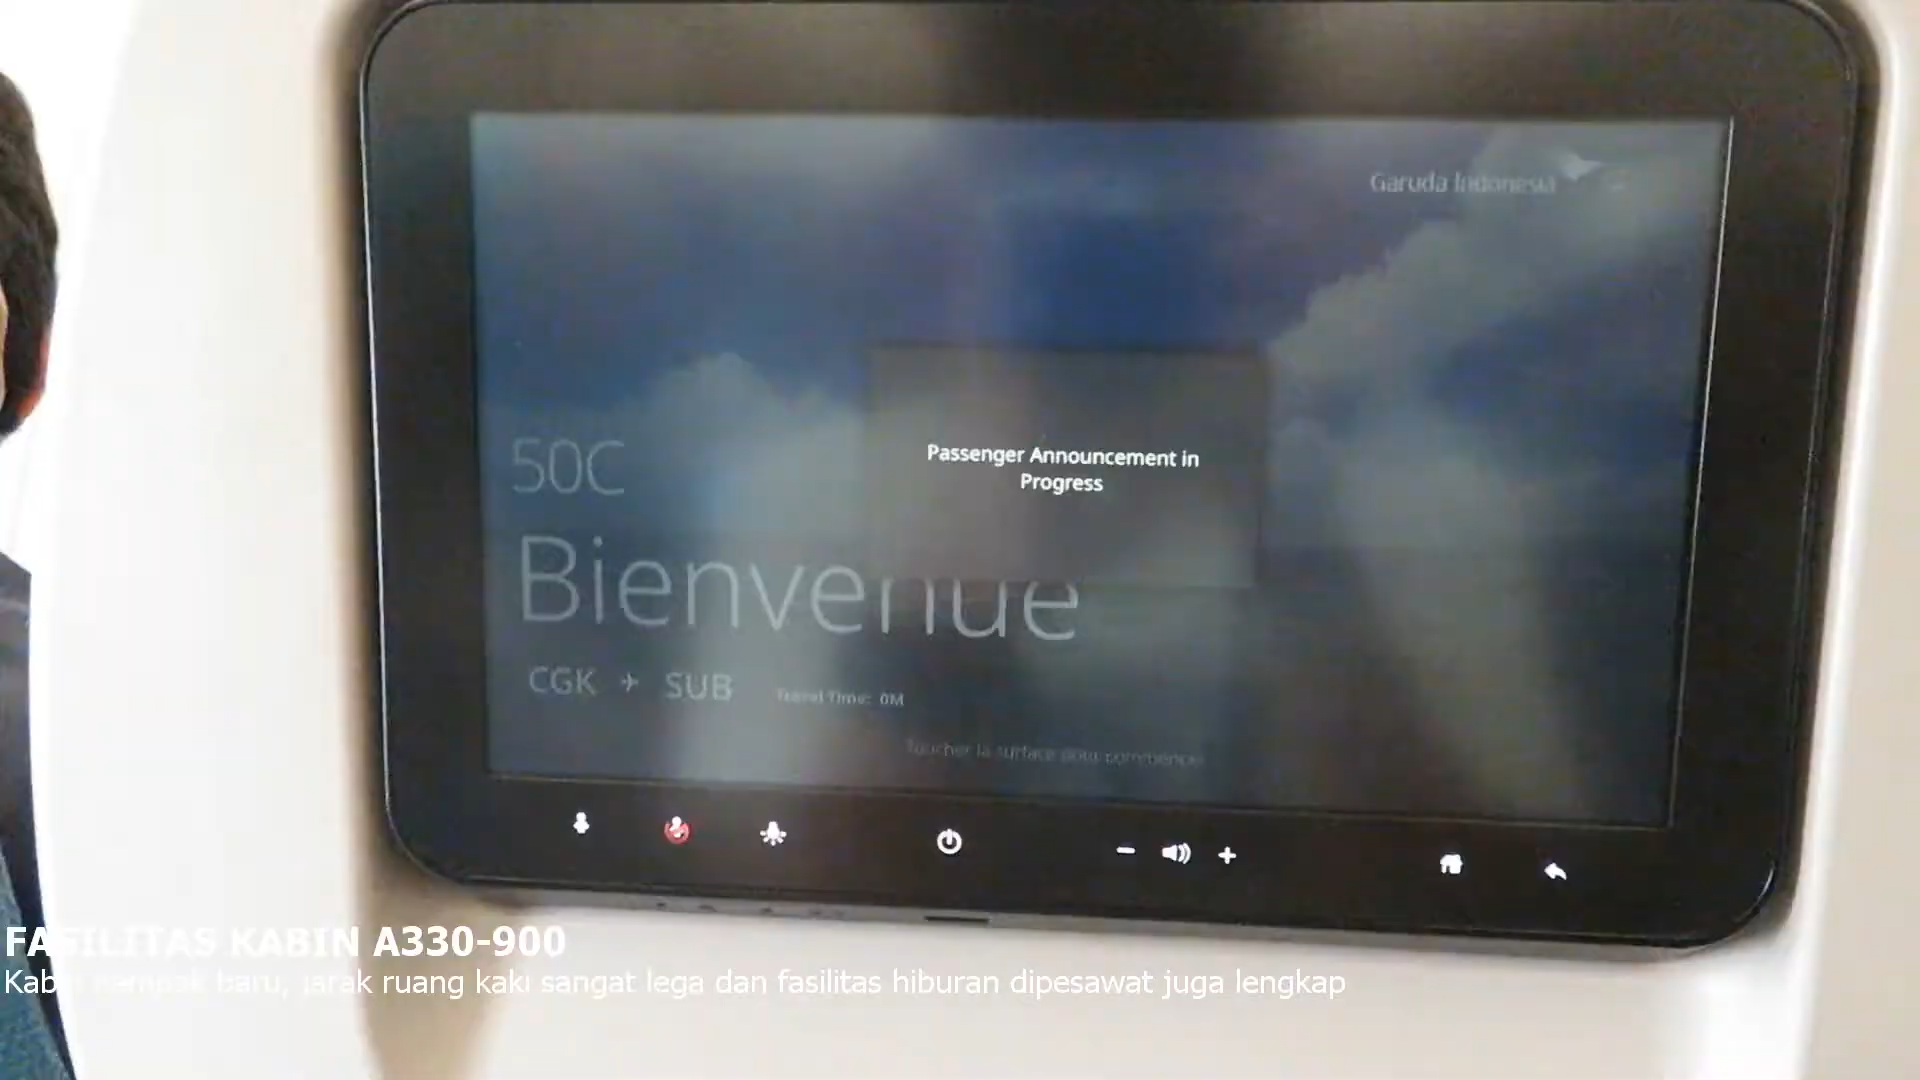 Garuda Indonesia
Passenger Announcement in
Progress
50C
Bienvenue
CGK ✈ SUB
Travel Time: 0M
Toucher la surface pour commencer
FASILITAS KABIN A330-900
Kabin nampak baru, jarak ruang kaki sangat lega dan fasilitas hiburan dipesawat juga lengkap